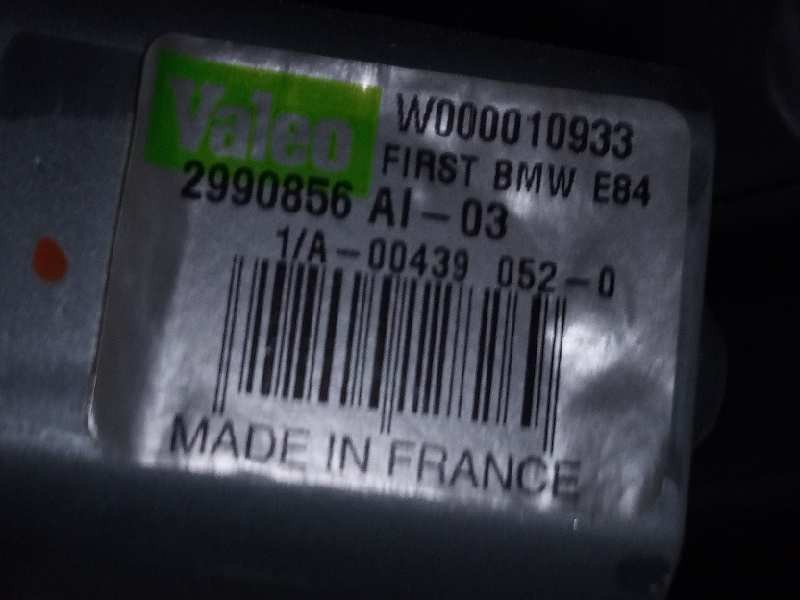 Valeo W000010933
FIRST BMW E84
2990856 AI-03
1/A-00439 052-0
MADE IN FRANCE